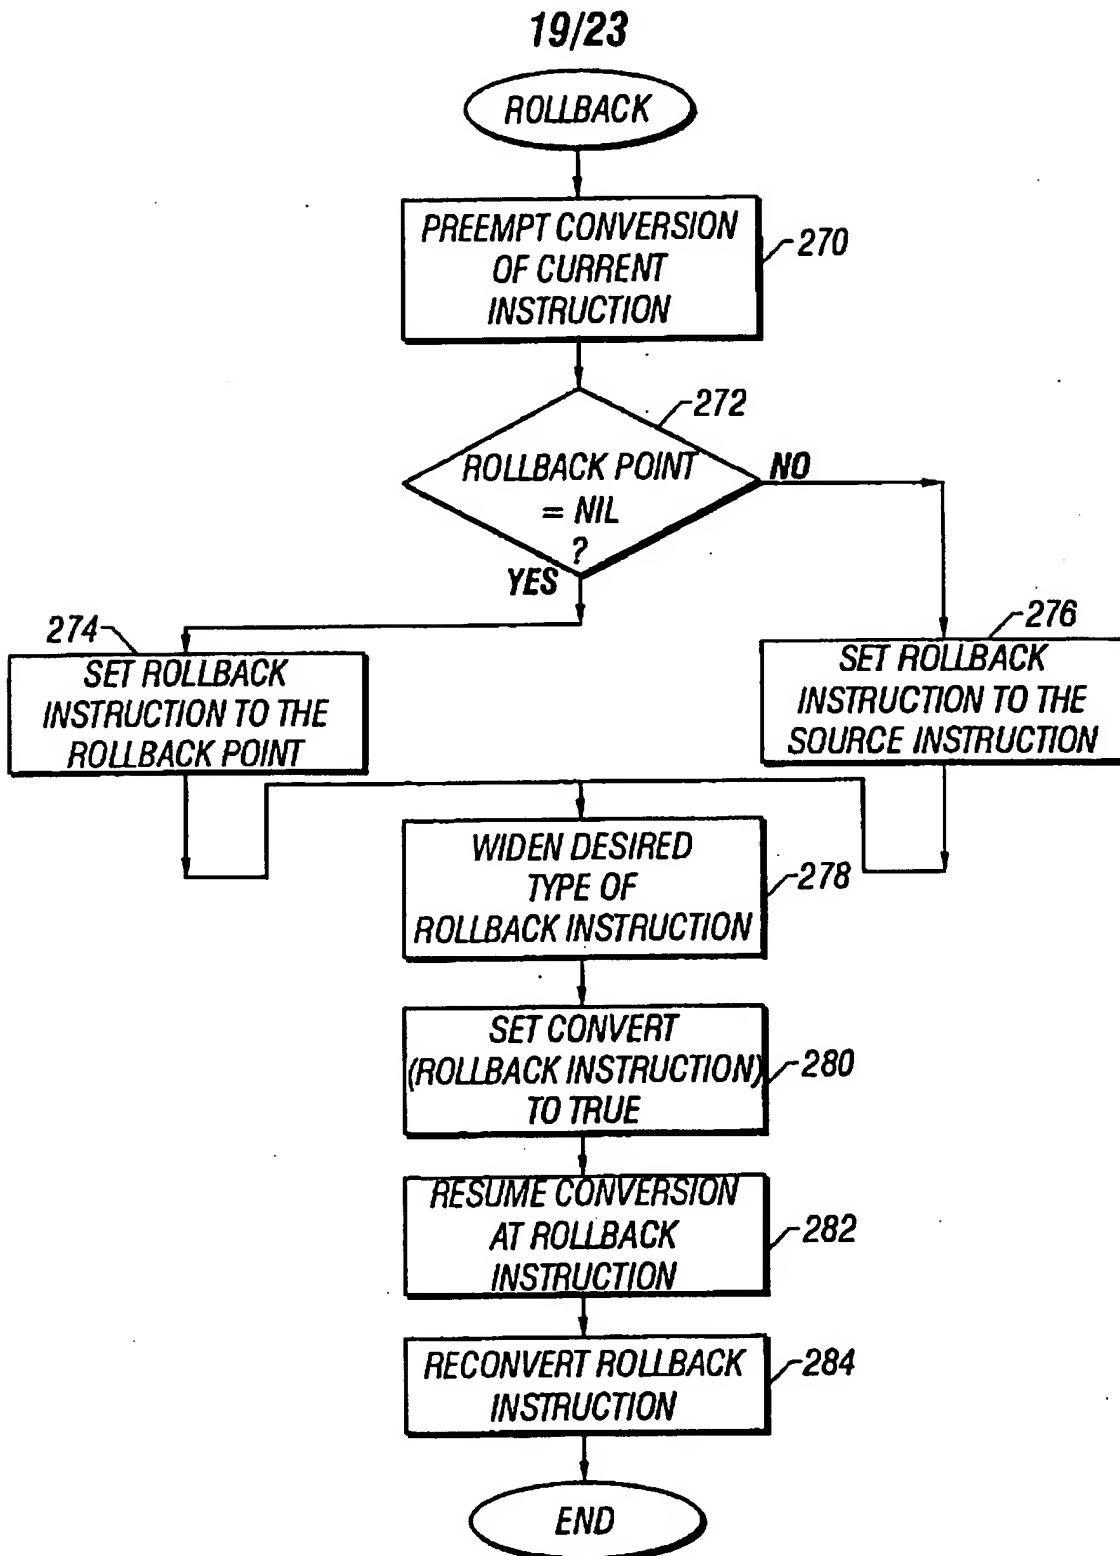 19/23
ROLLBACK
PREEMPT CONVERSION
OF CURRENT
INSTRUCTION
270
272
ROLLBACK POINT
= NIL
?
NO
YES
274
SET ROLLBACK
INSTRUCTION TO THE
ROLLBACK POINT
276
SET ROLLBACK
INSTRUCTION TO THE
SOURCE INSTRUCTION
WIDEN DESIRED
TYPE OF
ROLLBACK INSTRUCTION
278
SET CONVERT
(ROLLBACK INSTRUCTION)
TO TRUE
280
RESUME CONVERSION
AT ROLLBACK
INSTRUCTION
282
RECONVERT ROLLBACK
INSTRUCTION
284
END